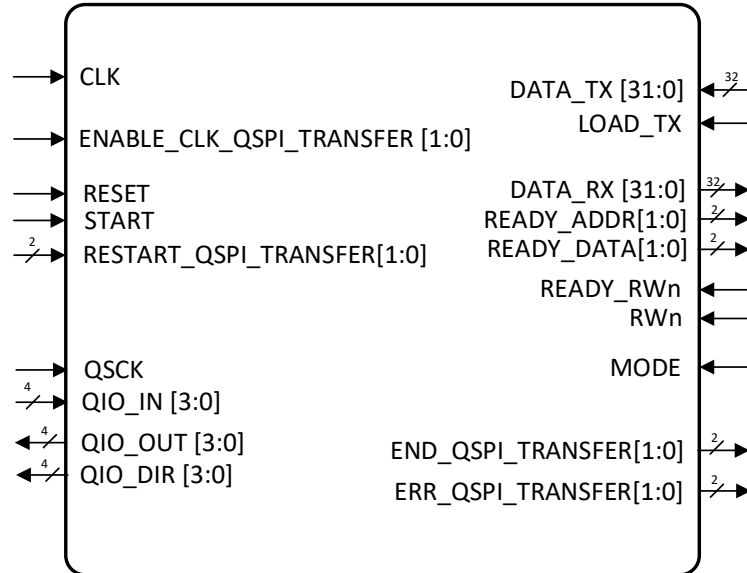 CLK
ENABLE_CLK_QSPI_TRANSFER [1:0]
RESET
START
2
RESTART_QSPI_TRANSFER[1:0]
QSCK
4
QIO_IN [3:0]
4
QIO_OUT [3:0]
4
QIO_DIR [3:0]
DATA_TX [31:0]
32
LOAD_TX
DATA_RX [31:0]
32
READY_ADDR[1:0]
2
READY_DATA[1:0]
2
READY_RWn
RWn
MODE
END_QSPI_TRANSFER[1:0]
2
ERR_QSPI_TRANSFER[1:0]
2